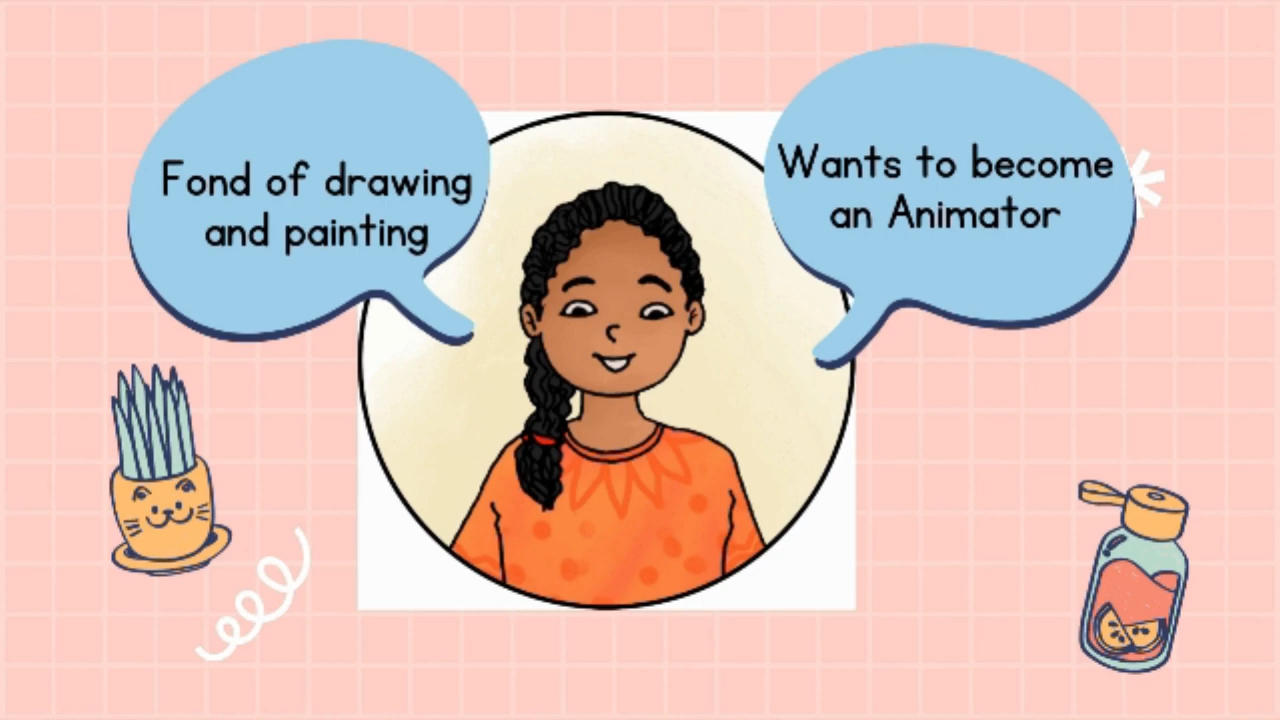 Fond of drawing
and painting
Wants to become
an Animator